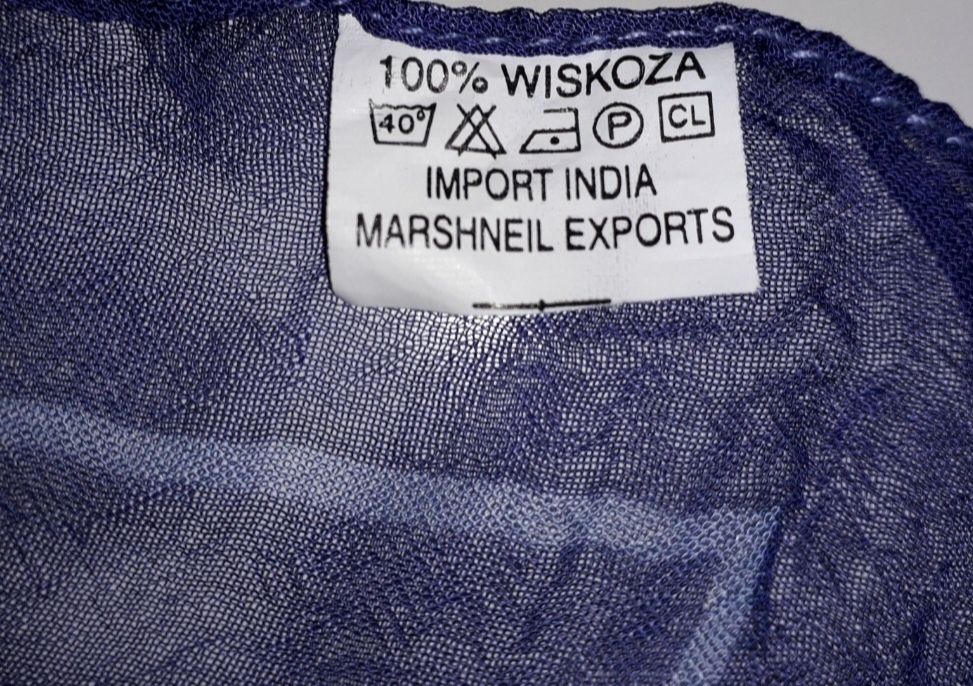 100% WISKOZA
40° P CL
IMPORT INDIA
MARSHNEIL EXPORTS